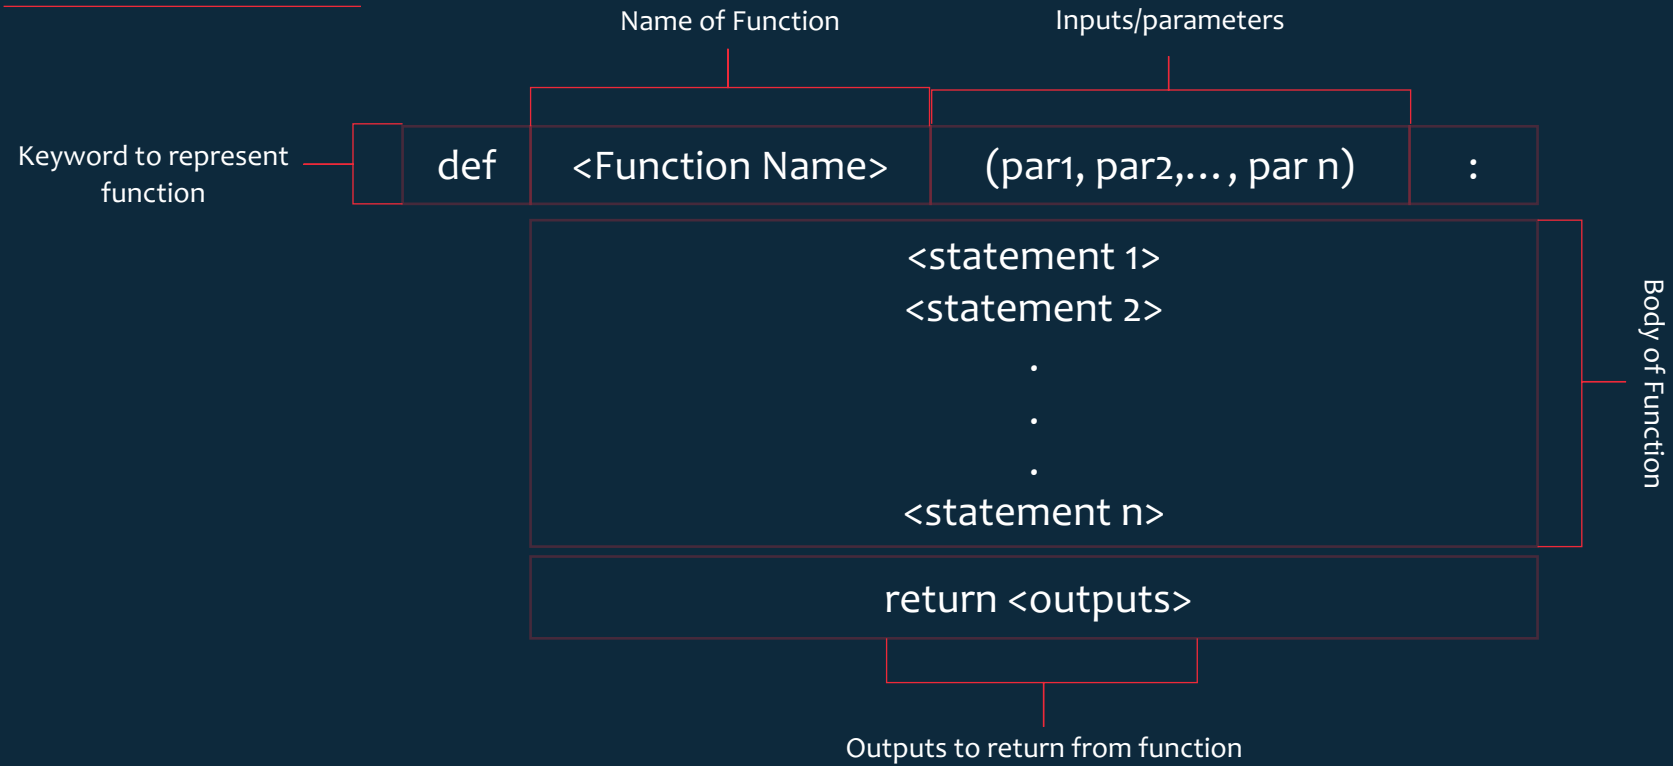 Name of Function
Inputs/parameters
Keyword to represent
function
def <Function Name> (par1, par2,..., par n) :
<statement 1>
<statement 2>
.
.
.
<statement n>
Body of Function
return <outputs>
Outputs to return from function